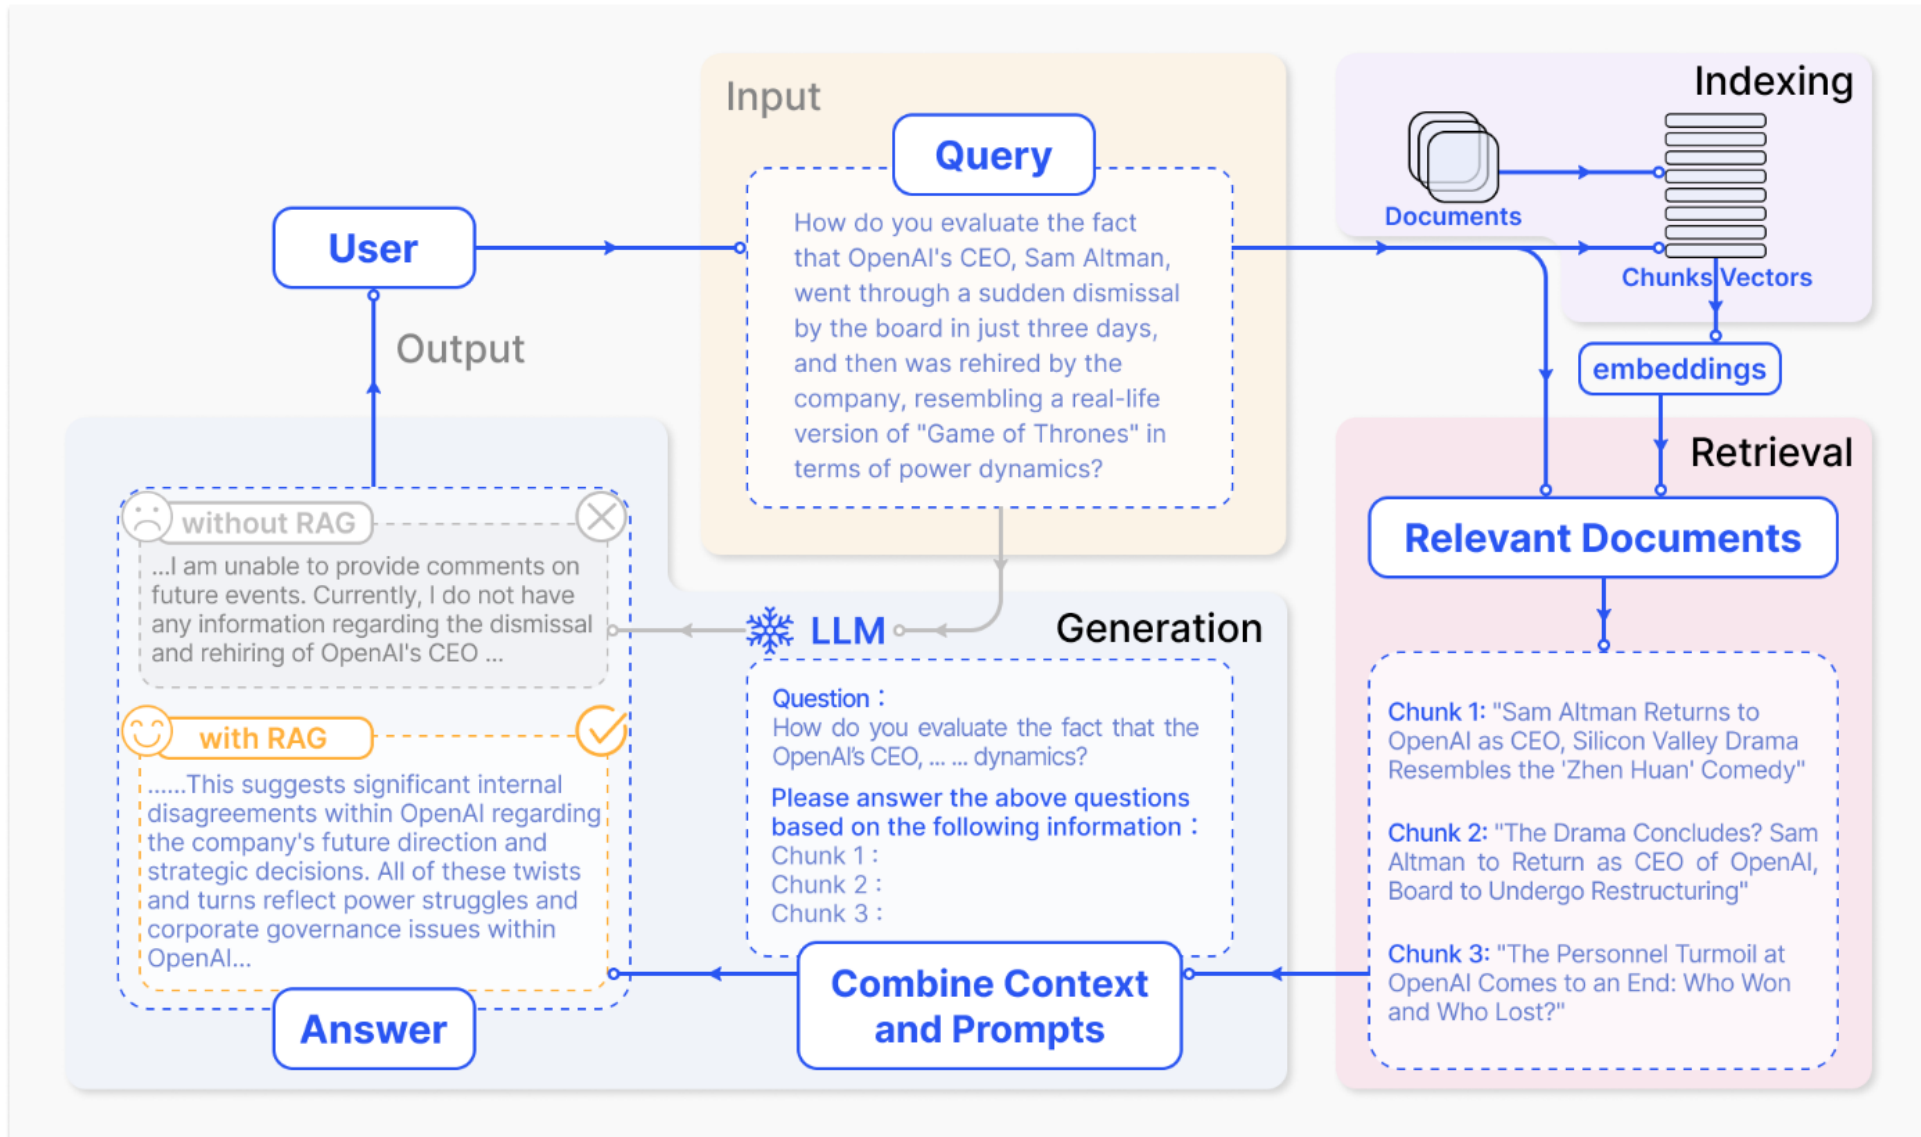 Input
Query
How do you evaluate the fact
that OpenAI's CEO, Sam Altman,
went through a sudden dismissal
by the board in just three days,
and then was rehired by the
company, resembling a real-life
version of "Game of Thrones" in
terms of power dynamics?
Indexing
Documents
Chunks Vectors
embeddings
User
Output
Retrieval
Relevant Documents
Chunk 1: "Sam Altman Returns to
OpenAI as CEO, Silicon Valley Drama
Resembles the 'Zhen Huan' Comedy"
Chunk 2: "The Drama Concludes? Sam
Altman to Return as CEO of OpenAI,
Board to Undergo Restructuring"
Chunk 3: "The Personnel Turmoil at
OpenAI Comes to an End: Who Won
and Who Lost?"
LLM
Generation
Question :
How do you evaluate the fact that the
OpenAI's CEO, ... ... dynamics?
Please answer the above questions
based on the following information :
Chunk 1 :
Chunk 2 :
Chunk 3 :
Combine Context
and Prompts
without RAG
...I am unable to provide comments on
future events. Currently, I do not have
any information regarding the dismissal
and rehiring of OpenAI's CEO ...
with RAG
......This suggests significant internal
disagreements within OpenAI regarding
the company's future direction and
strategic decisions. All of these twists
and turns reflect power struggles and
corporate governance issues within
OpenAI...
Answer